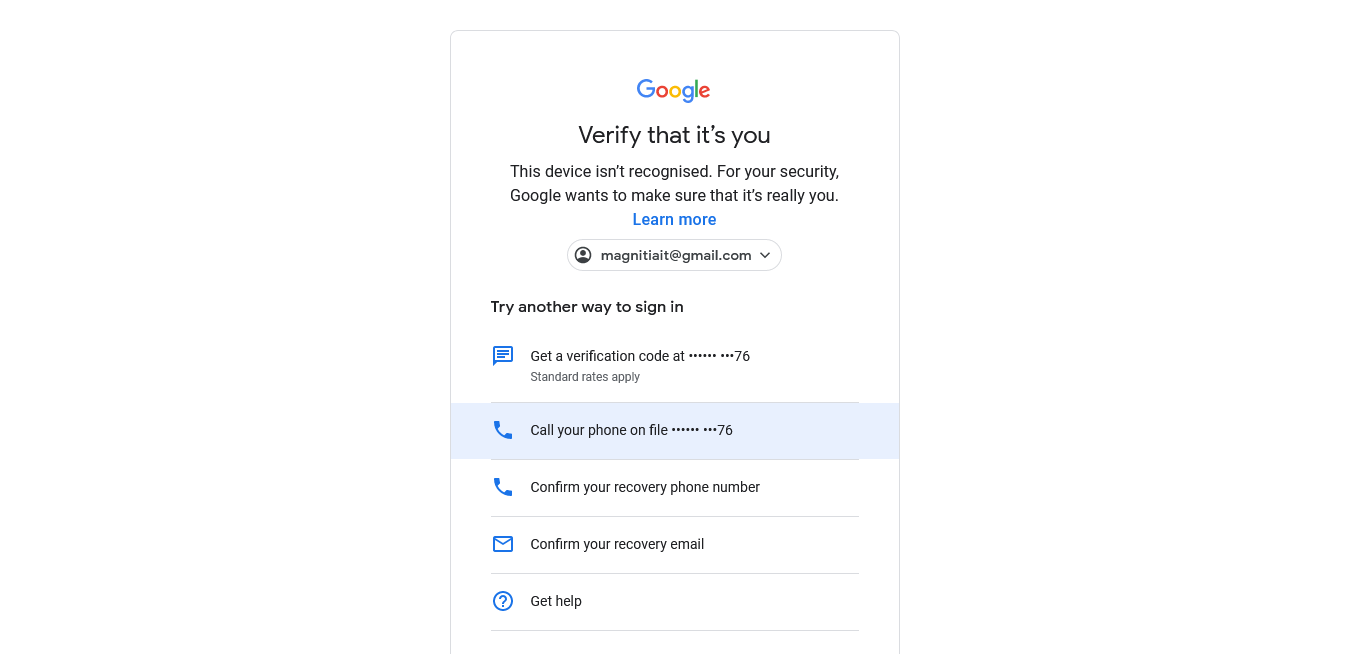 Google
Verify that it’s you
This device isn’t recognised. For your security,
Google wants to make sure that it’s really you.
Learn more
magnitiait@gmail.com
Try another way to sign in
Get a verification code at •••••• •••76
Standard rates apply
Call your phone on file •••••• •••76
Confirm your recovery phone number
Confirm your recovery email
Get help